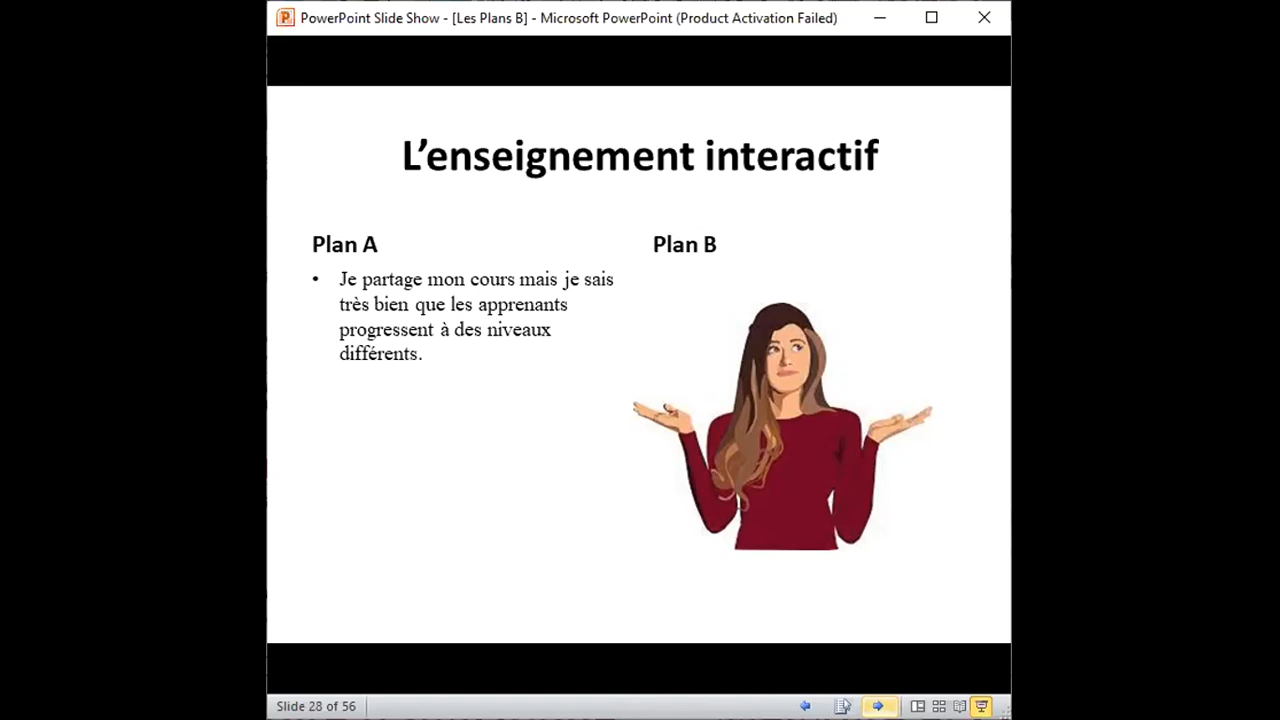 PowerPoint Slide Show - [Les Plans B] - Microsoft PowerPoint (Product Activation Failed)
L’enseignement interactif
Plan A
• Je partage mon cours mais je sais
très bien que les apprenants
progressent à des niveaux
différents.
Plan B
Slide 28 of 56